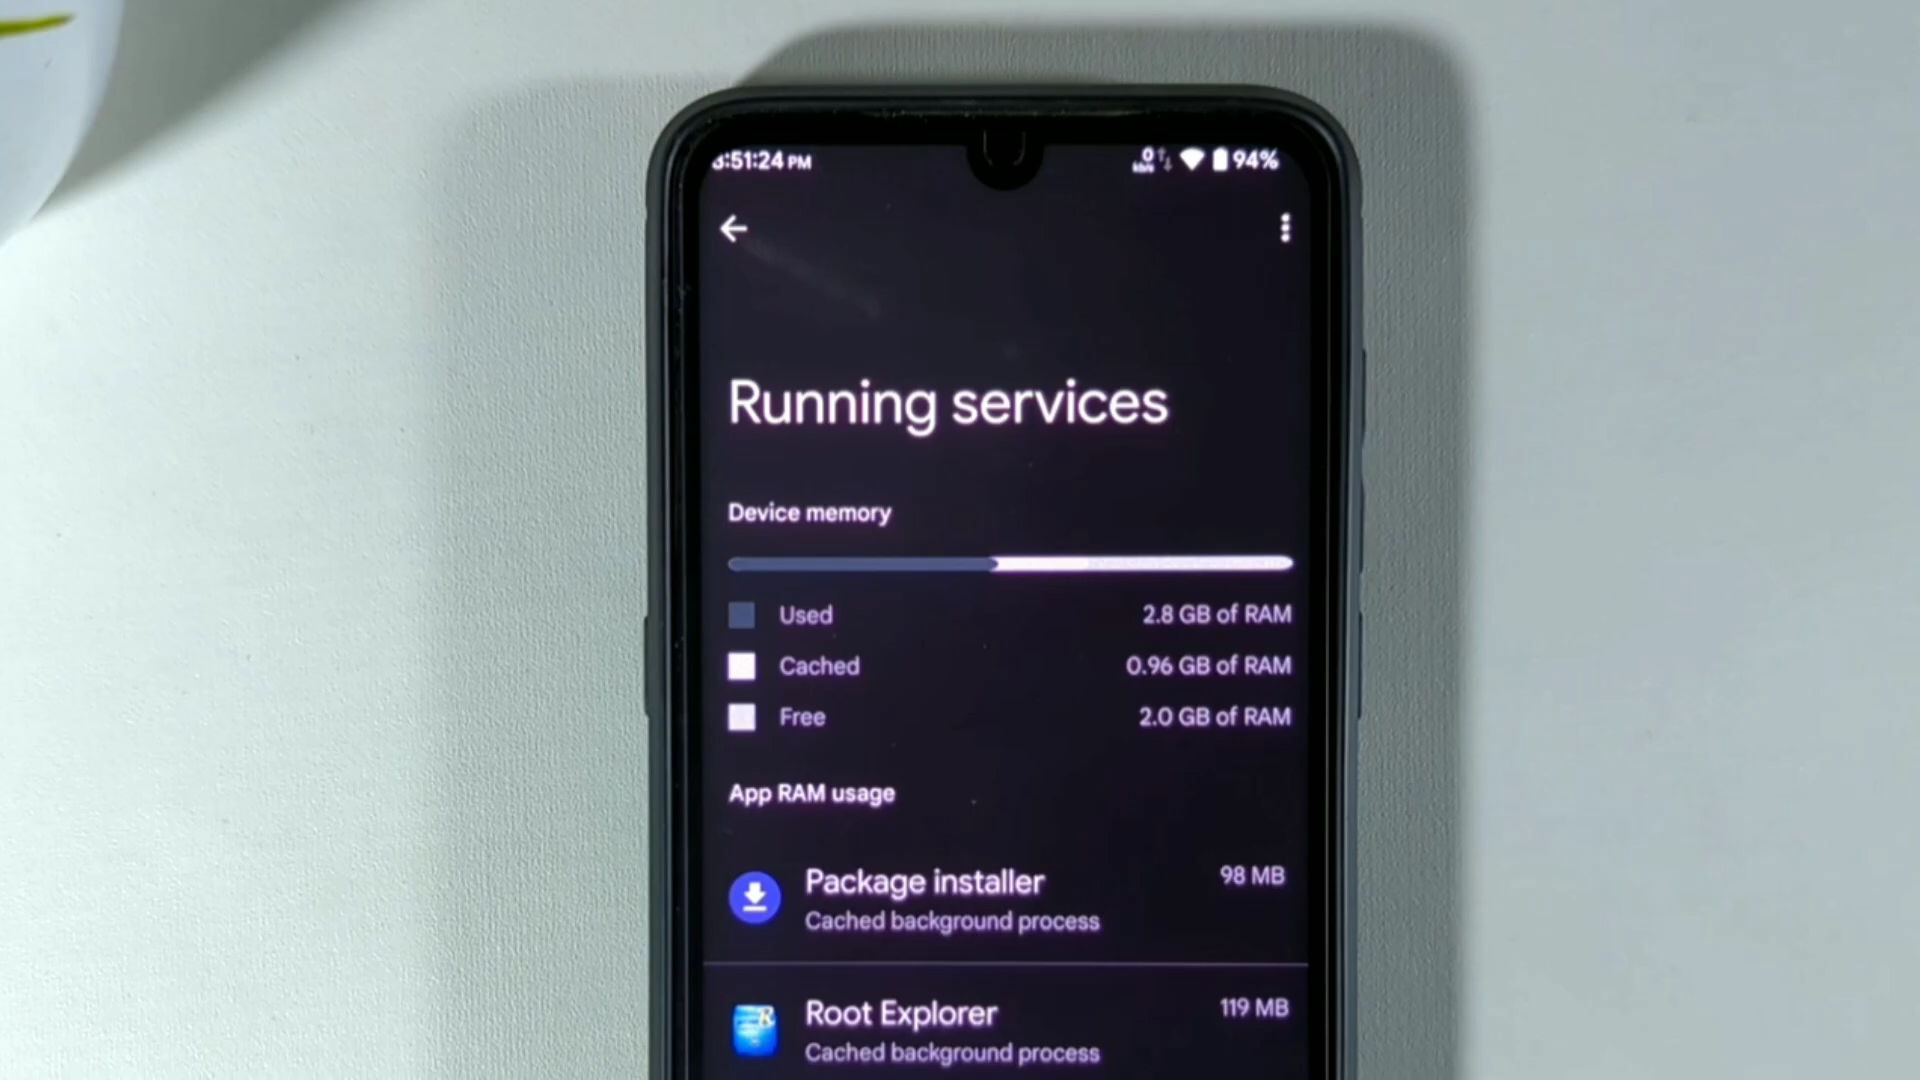 :51:24 PM
0
94%
Running services
Device memory
Used 2.8 GB of RAM
Cached 0.96 GB of RAM
Free 2.0 GB of RAM
App RAM usage
Package installer 98 MB
Cached background process
Root Explorer 119 MB
Cached background process